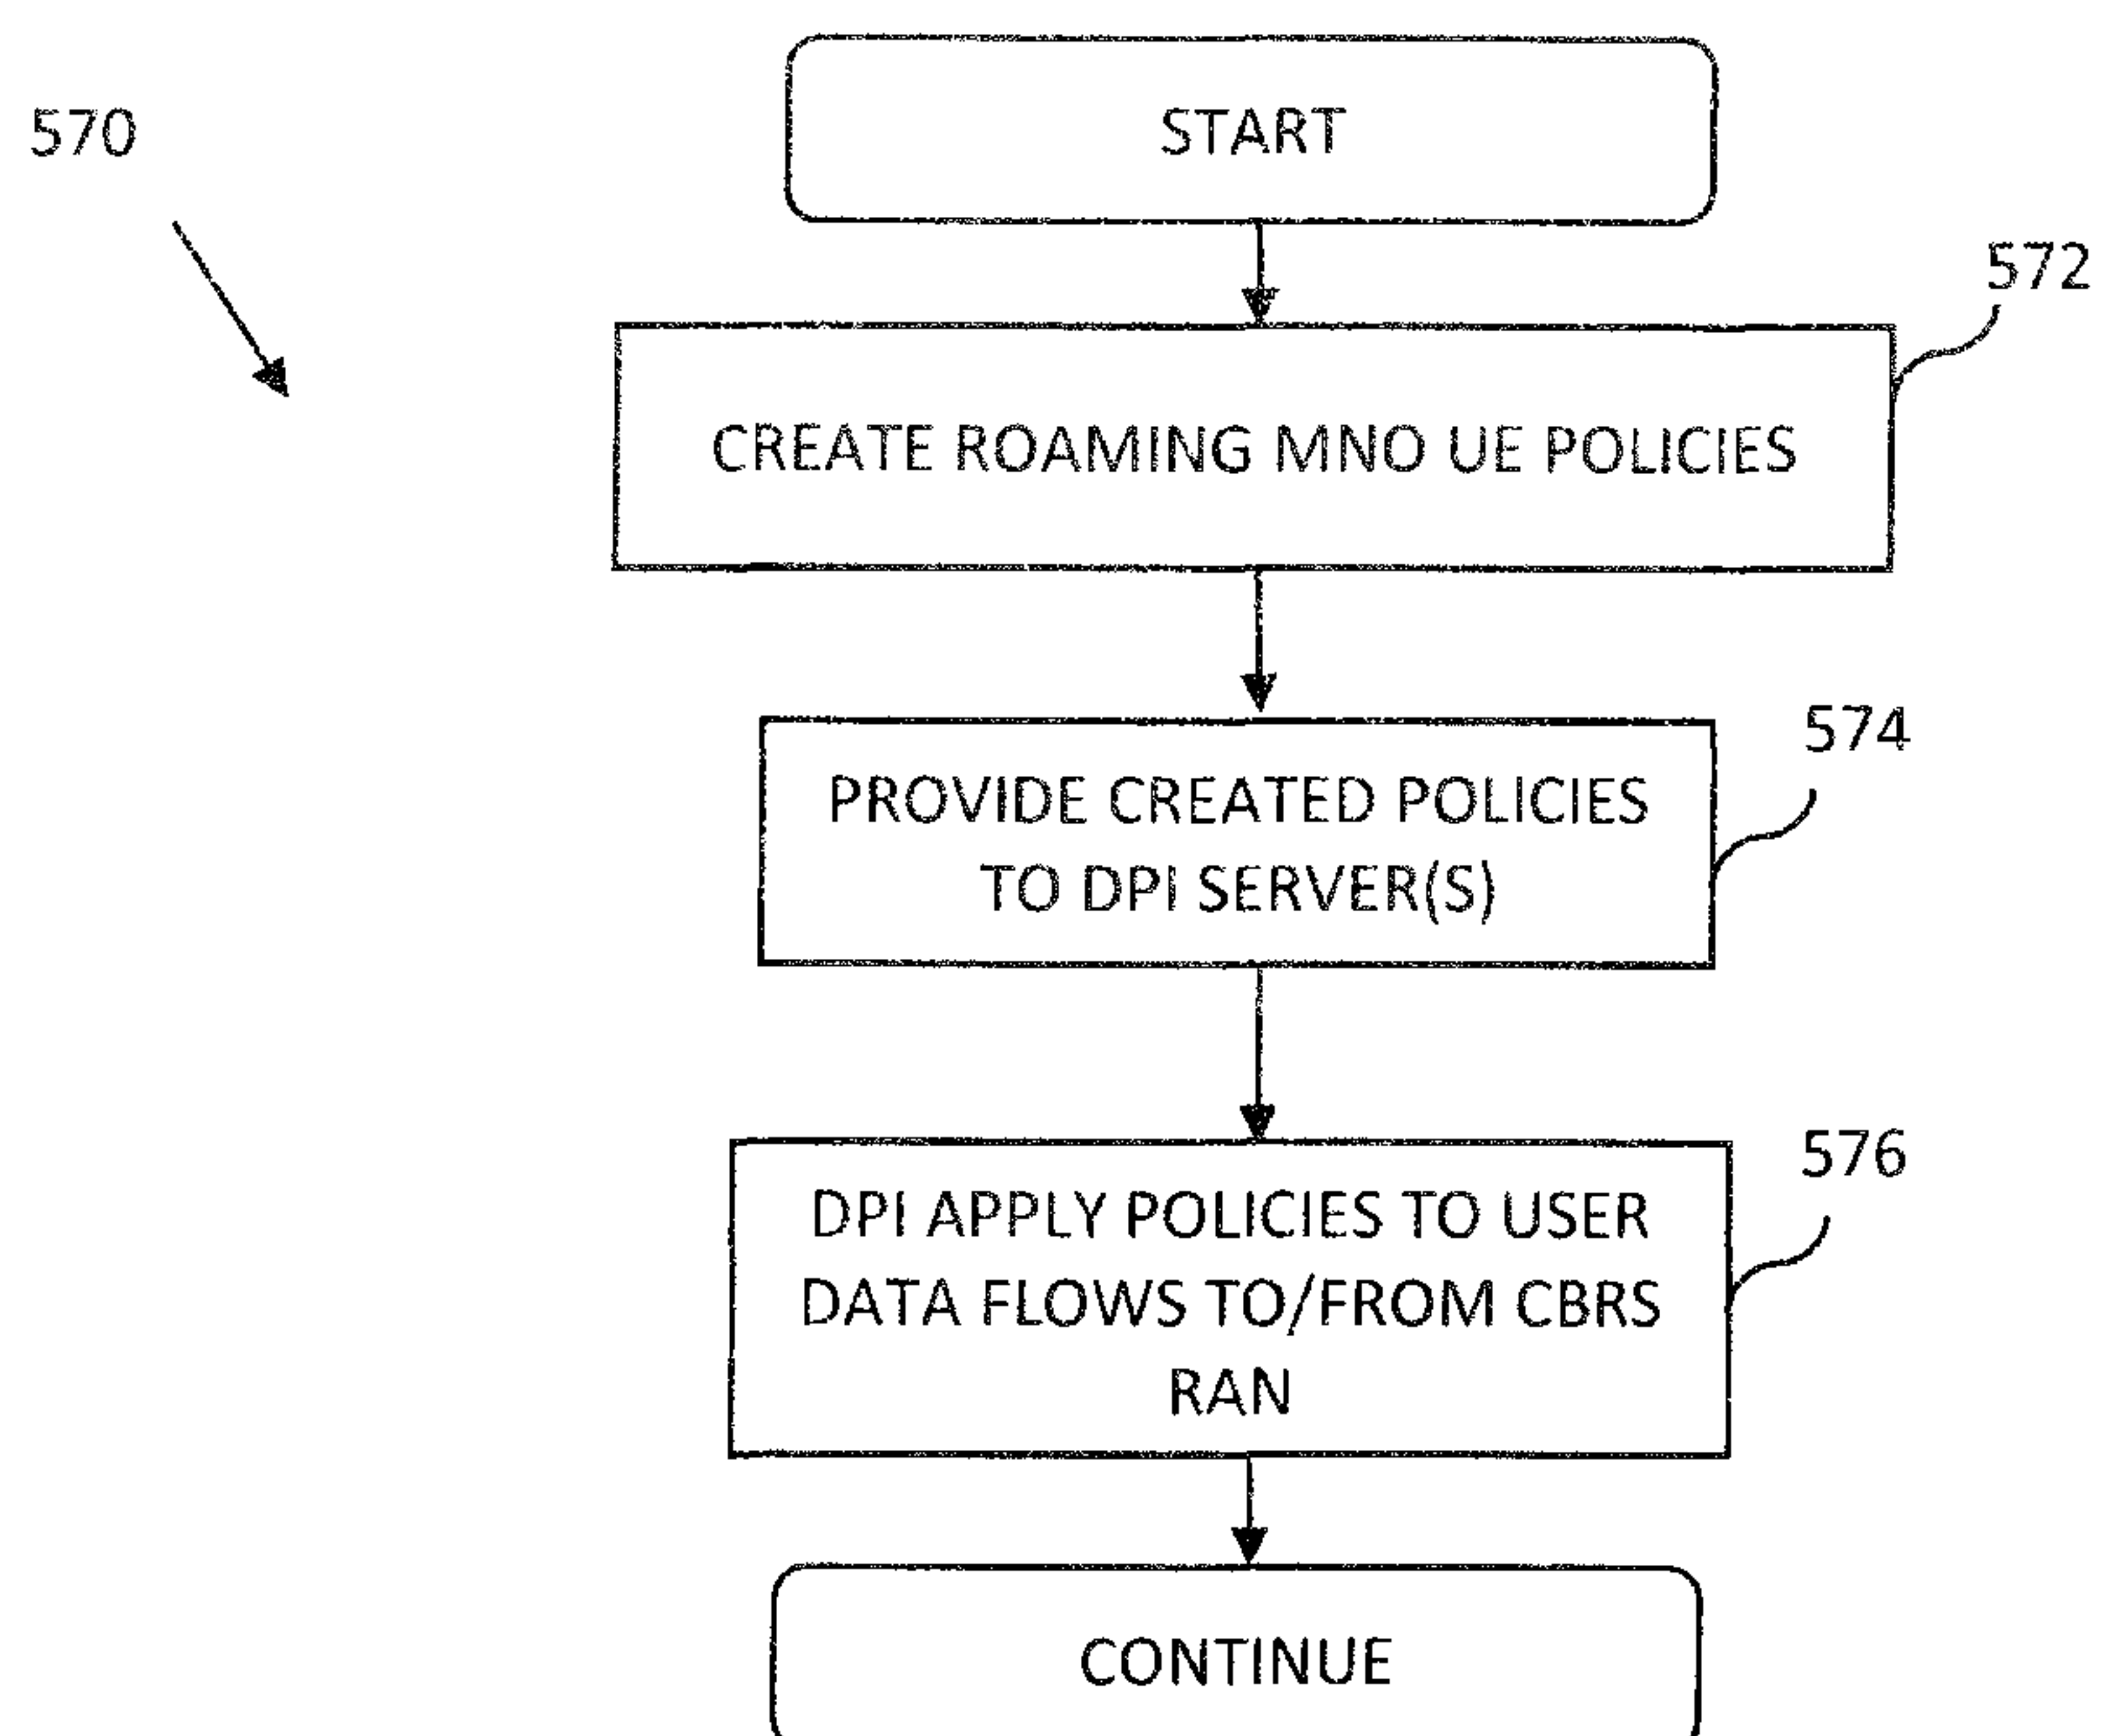 START
570
572
CREATE ROAMING MNO UE POLICIES
574
PROVIDE CREATED POLICIES
TO DPI SERVER(S)
576
DPI APPLY POLICIES TO USER
DATA FLOWS TO/FROM CBRS
RAN
CONTINUE